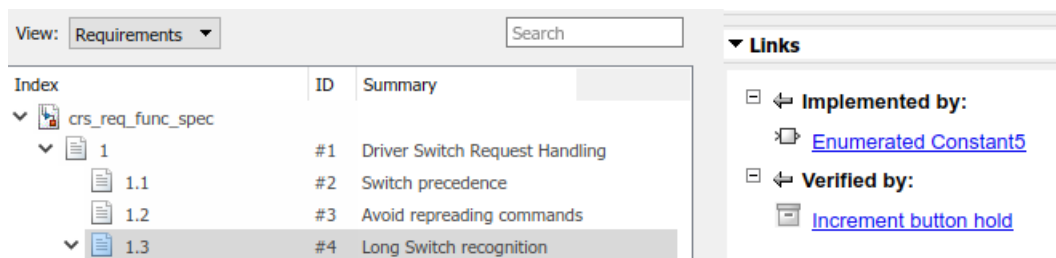 View: Requirements
Search
Index ID Summary
crs_req_func_spec
1 #1 Driver Switch Request Handling
1.1 #2 Switch precedence
1.2 #3 Avoid repreading commands
1.3 #4 Long Switch recognition
Links
Implemented by:
Enumerated Constant5
Verified by:
Increment button hold